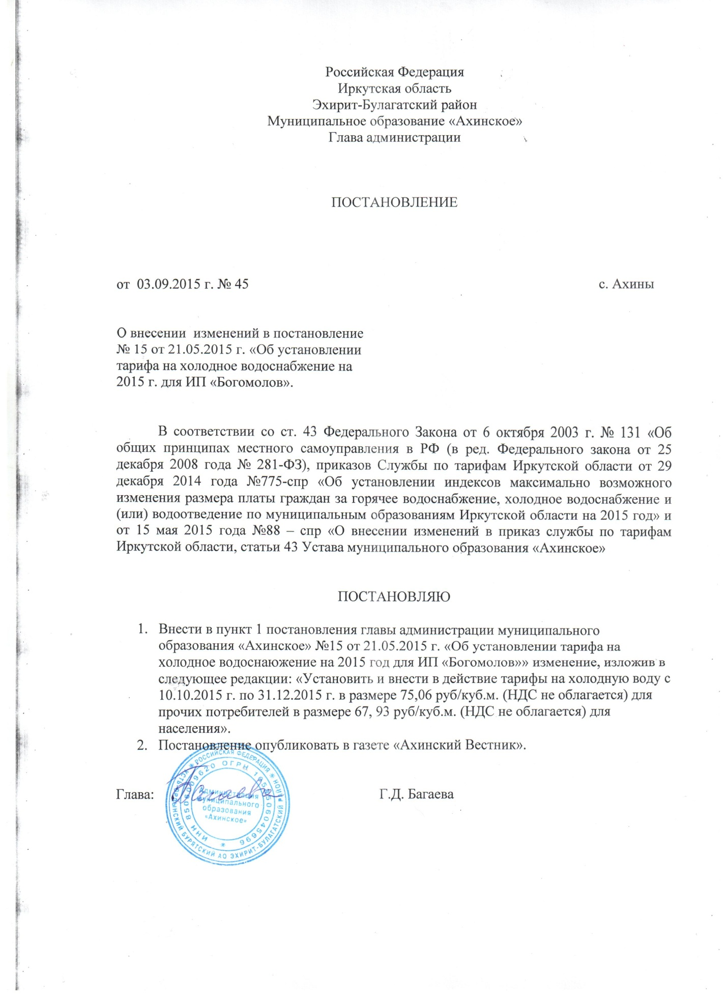 Российская Федерация
Иркутская область
Эхирит-Булагатский район
Муниципальное образование «Ахинское»
Глава администрации
ПОСТАНОВЛЕНИЕ
от 03.09.2015 г. № 45 с. Ахины
О внесении изменений в постановление
№ 15 от 21.05.2015 г. «Об установлении
тарифа на холодное водоснабжение на
2015 г. для ИП «Богомолов».
В соответствии со ст. 43 Федерального Закона от 6 октября 2003 г. № 131 «Об
общих принципах местного самоуправления в РФ (в ред. Федерального закона от 25
декабря 2008 года № 281-ФЗ), приказов Службы по тарифам Иркутской области от 29
декабря 2014 года №775-спр «Об установлении индексов максимально возможного
изменения размера платы граждан за горячее водоснабжение, холодное водоснабжение и
(или) водоотведение по муниципальным образованиям Иркутской области на 2015 год» и
от 15 мая 2015 года №88 – спр «О внесении изменений в приказ службы по тарифам
Иркутской области, статьи 43 Устава муниципального образования «Ахинское»
ПОСТАНОВЛЯЮ
1. Внести в пункт 1 постановления главы администрации муниципального
образования «Ахинское» №15 от 21.05.2015 г. «Об установлении тарифа на
холодное водоснаюжение на 2015 год для ИП «Богомолов»» изменение, изложив в
следующее редакции: «Установить и внести в действие тарифы на холодную воду с
10.10.2015 г. по 31.12.2015 г. в размере 75,06 руб/куб.м. (НДС не облагается) для
прочих потребителей в размере 67, 93 руб/куб.м. (НДС не облагается) для
населения».
2. Постановление опубликовать в газете «Ахинский Вестник».
Глава: Г.Д. Багаева
РОССИЙСКАЯ ФЕДЕРАЦИЯ
БУРЯТСКИЙ АО ЭХИРИТ-БУЛАГАТСКИЙ РАЙОН
ИНН 8506009620 ОГРН
Администрация
муниципального
образования
«Ахинское»